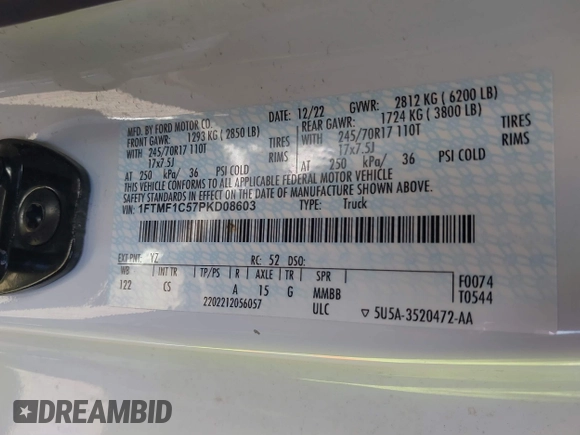 MFD. BY FORD MOTOR CO. DATE: 12/22 GVWR: 2812 KG ( 6200 LB)
FRONT GAWR: 1293 KG ( 2850 LB) REAR GAWR: 1724 KG ( 3800 LB)
WITH 245/70R17 110T TIRES WITH 245/70R17 110T TIRES
17x7.5J RIMS 17x7.5J RIMS
AT 250 kPa/ 36 PSI COLD AT 250 kPa/ 36 PSI COLD
THIS VEHICLE CONFORMS TO ALL APPLICABLE FEDERAL MOTOR VEHICLE
SAFETY STANDARDS IN EFFECT ON THE DATE OF MANUFACTURE SHOWN ABOVE.
VIN: 1FTMF1C57PKD08603 TYPE: Truck
EXT PNT: YZ RC: 52 DSO:
WB INT TR TP/PS R AXLE TR SPR
122 CS A 15 G MMBB
2202212056057 ULC
F0074
T0544
5U5A-3520472-AA
DREAMBID